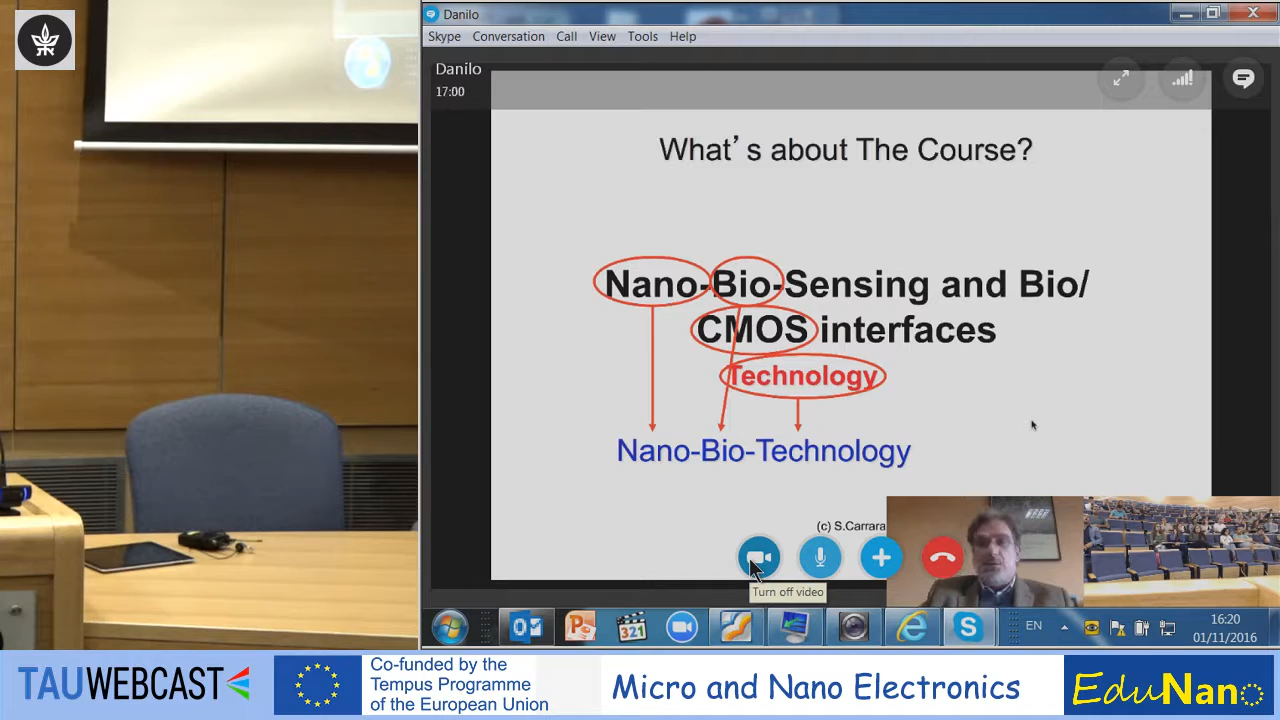 Danilo
Skype Conversation Call View Tools Help
Danilo
17:00
What's about The Course?
Nano-Bio-Sensing and Bio/
CMOS interfaces
Technology
Nano-Bio-Technology
(c) S.Carrara
Turn off video
321
EN
16:20
01/11/2016
TAUWEBCAST
Co-funded by the
Tempus Programme
of the European Union
Micro and Nano Electronics
EduNano